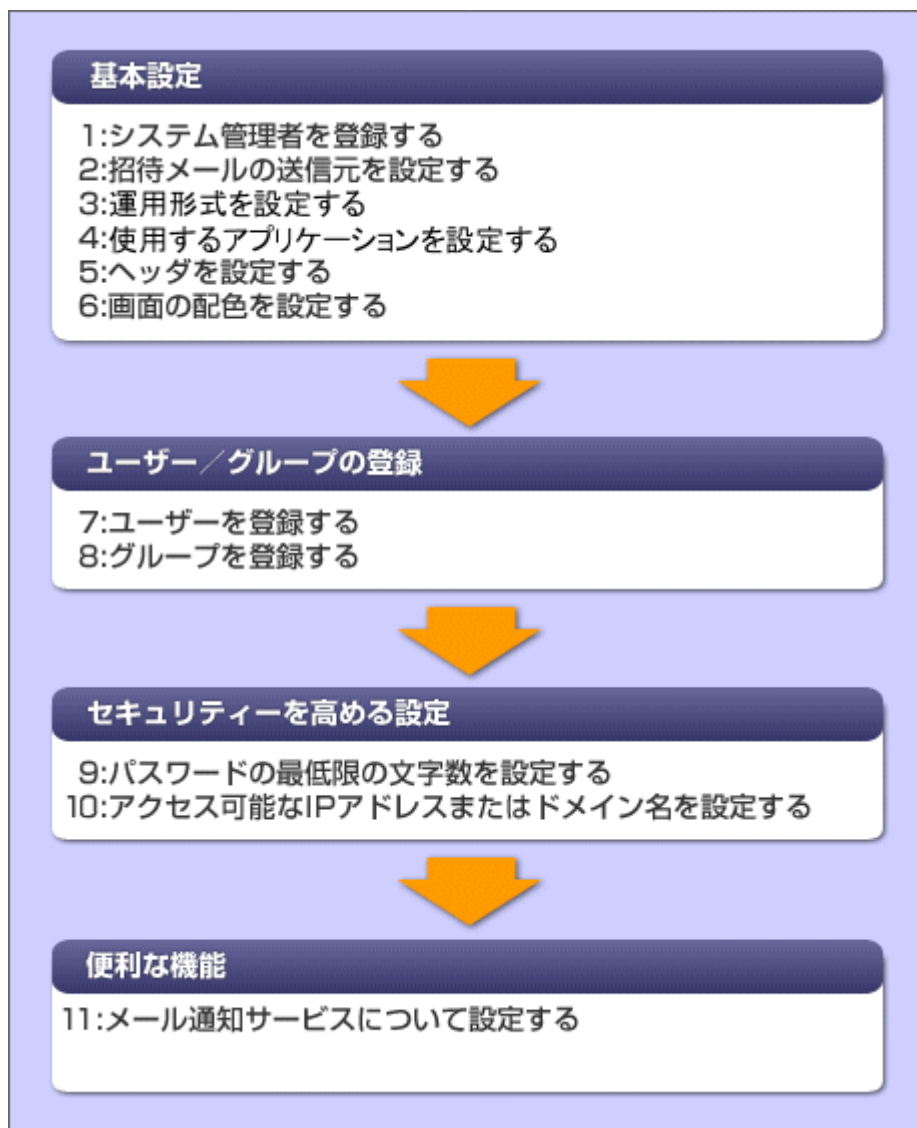 基本設定
1:システム管理者を登録する
2:招待メールの送信元を設定する
3:運用形式を設定する
4:使用するアプリケーションを設定する
5:ヘッダを設定する
6:画面の配色を設定する
ユーザー／グループの登録
7:ユーザーを登録する
8:グループを登録する
セキュリティーを高める設定
9:パスワードの最低限の文字数を設定する
10:アクセス可能なIPアドレスまたはドメイン名を設定する
便利な機能
11:メール通知サービスについて設定する